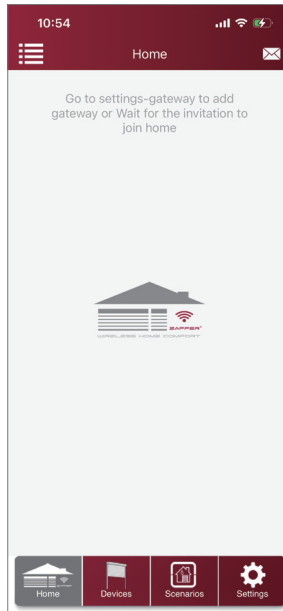 10:54
Home
Go to settings-gateway to add
gateway or Wait for the invitation to
join home
ZAPPER
WIRELESS HOME COMFORT
Home
Devices
Scenarios
Settings